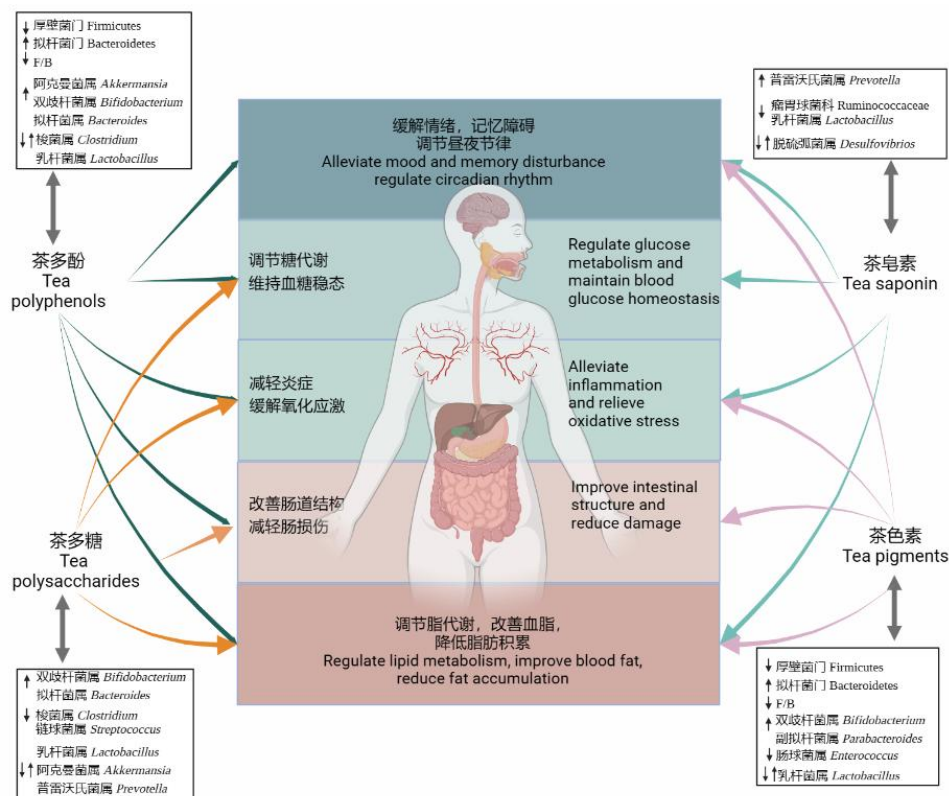 ↓ 厚壁菌门 Firmicutes
↑ 拟杆菌门 Bacteroidetes
↓ F/B
↑ 阿克曼菌属 Akkermansia
双歧杆菌属 Bifidobacterium
拟杆菌属 Bacteroides
↓↑ 梭菌属 Clostridium
乳杆菌属 Lactobacillus
茶多酚
Tea
polyphenols
茶多糖
Tea
polysaccharides
↑ 双歧杆菌属 Bifidobacterium
拟杆菌属 Bacteroides
↓ 梭菌属 Clostridium
链球菌属 Streptococcus
乳杆菌属 Lactobacillus
↓↑ 阿克曼菌属 Akkermansia
普雷沃氏菌属 Prevotella
缓解情绪，记忆障碍
调节昼夜节律
Alleviate mood and memory disturbance
regulate circadian rhythm
调节糖代谢
维持血糖稳态
Regulate glucose
metabolism and
maintain blood
glucose homeostasis
减轻炎症
缓解氧化应激
Alleviate
inflammation
and relieve
oxidative stress
改善肠道结构
减轻肠损伤
Improve intestinal
structure and
reduce damage
调节脂代谢，改善血脂，
降低脂肪积累
Regulate lipid metabolism, improve blood fat,
reduce fat accumulation
↑ 普雷沃氏菌属 Prevotella
↓ 瘤胃球菌科 Ruminococcaceae
乳杆菌属 Lactobacillus
↓↑ 脱硫弧菌属 Desulfovibrios
茶皂素
Tea saponin
茶色素
Tea pigments
↓ 厚壁菌门 Firmicutes
↑ 拟杆菌门 Bacteroidetes
↓ F/B
↑ 双歧杆菌属 Bifidobacterium
副拟杆菌属 Parabacteroides
↓ 肠球菌属 Enterococcus
↓↑ 乳杆菌属 Lactobacillus